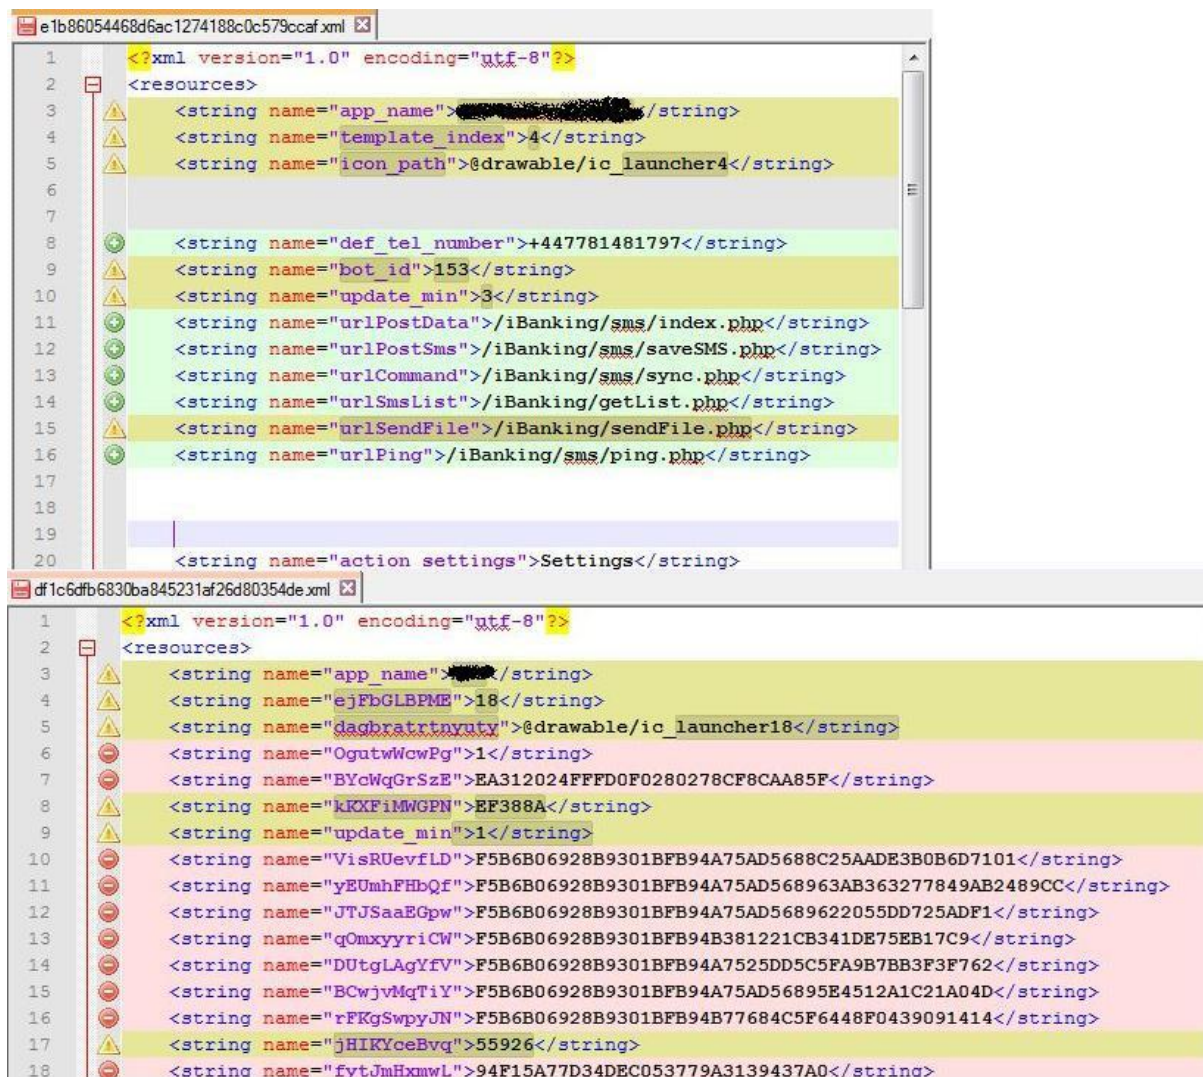 e1b86054468d6ac1274188c0c579ccaf.xml
1 <?xml version="1.0" encoding="utf-8"?>
2 <resources>
3 <string name="app_name"></string>
4 <string name="template_index">4</string>
5 <string name="icon_path">@drawable/ic_launcher4</string>
6
7
8 <string name="def_tel_number">+447781481797</string>
9 <string name="bot_id">153</string>
10 <string name="update_min">3</string>
11 <string name="urlPostData">/iBanking/sms/index.php</string>
12 <string name="urlPostSms">/iBanking/sms/saveSMS.php</string>
13 <string name="urlCommand">/iBanking/sms/sync.php</string>
14 <string name="urlSmsList">/iBanking/getList.php</string>
15 <string name="urlSendFile">/iBanking/sendFile.php</string>
16 <string name="urlPing">/iBanking/sms/ping.php</string>
17
18
19
20 <string name="action settings">Settings</string>
df1c6dfb6830ba845231af26d80354de.xml
1 <?xml version="1.0" encoding="utf-8"?>
2 <resources>
3 <string name="app_name"></string>
4 <string name="ejFbGLBPME">18</string>
5 <string name="dagbratrtnyuty">@drawable/ic_launcher18</string>
6 <string name="OgutwWcwPg">1</string>
7 <string name="BYcWqGrSzE">EA312024FFFD0F0280278CF8CAA85F</string>
8 <string name="kKXFiMWGPN">EF388A</string>
9 <string name="update_min">1</string>
10 <string name="VisRUevfLD">F5B6B06928B9301BFB94A75AD5688C25AADE3B0B6D7101</string>
11 <string name="yEUmhFHbQf">F5B6B06928B9301BFB94A75AD568963AB363277849AB2489CC</string>
12 <string name="JTJSaaEGpw">F5B6B06928B9301BFB94A75AD5689622055DD725ADF1</string>
13 <string name="qOmxyyriCW">F5B6B06928B9301BFB94B381221CB341DE75EB17C9</string>
14 <string name="DUtgLAgYfV">F5B6B06928B9301BFB94A7525DD5C5FA9B7BB3F3F762</string>
15 <string name="BCwjvMqTiY">F5B6B06928B9301BFB94A75AD56895E4512A1C21A04D</string>
16 <string name="rFKgSwpyJN">F5B6B06928B9301BFB94B77684C5F6448F0439091414</string>
17 <string name="jHIKYceBvq">55926</string>
18 <string name="fytJmHxmwL">94F15A77D34DEC053779A3139437A0</string>